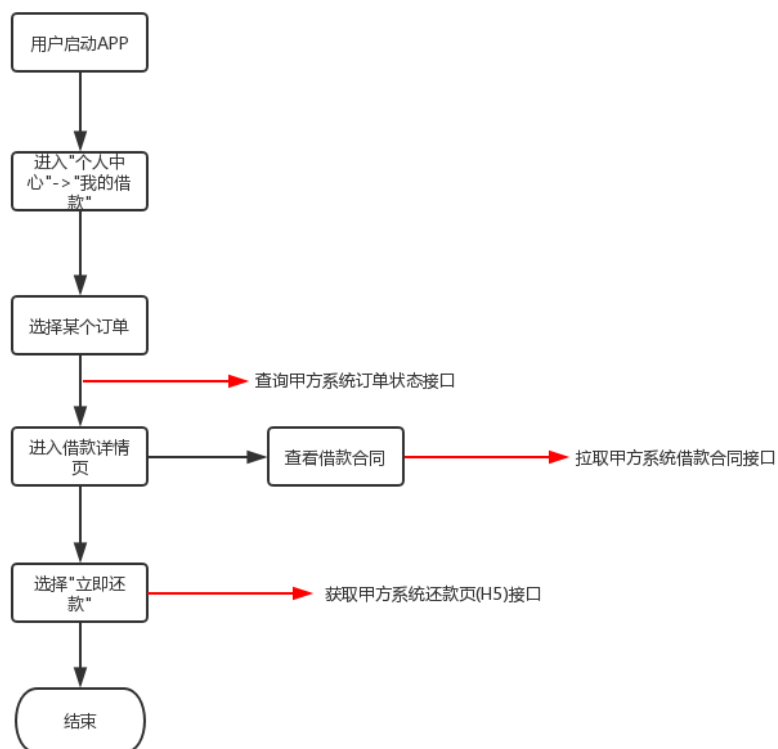 用户启动APP
进入"个人中
心"->"我的借
款"
选择某个订单
查询甲方系统订单状态接口
进入借款详情
页
查看借款合同
拉取甲方系统借款合同接口
选择"立即还
款"
获取甲方系统还款页(H5)接口
结束